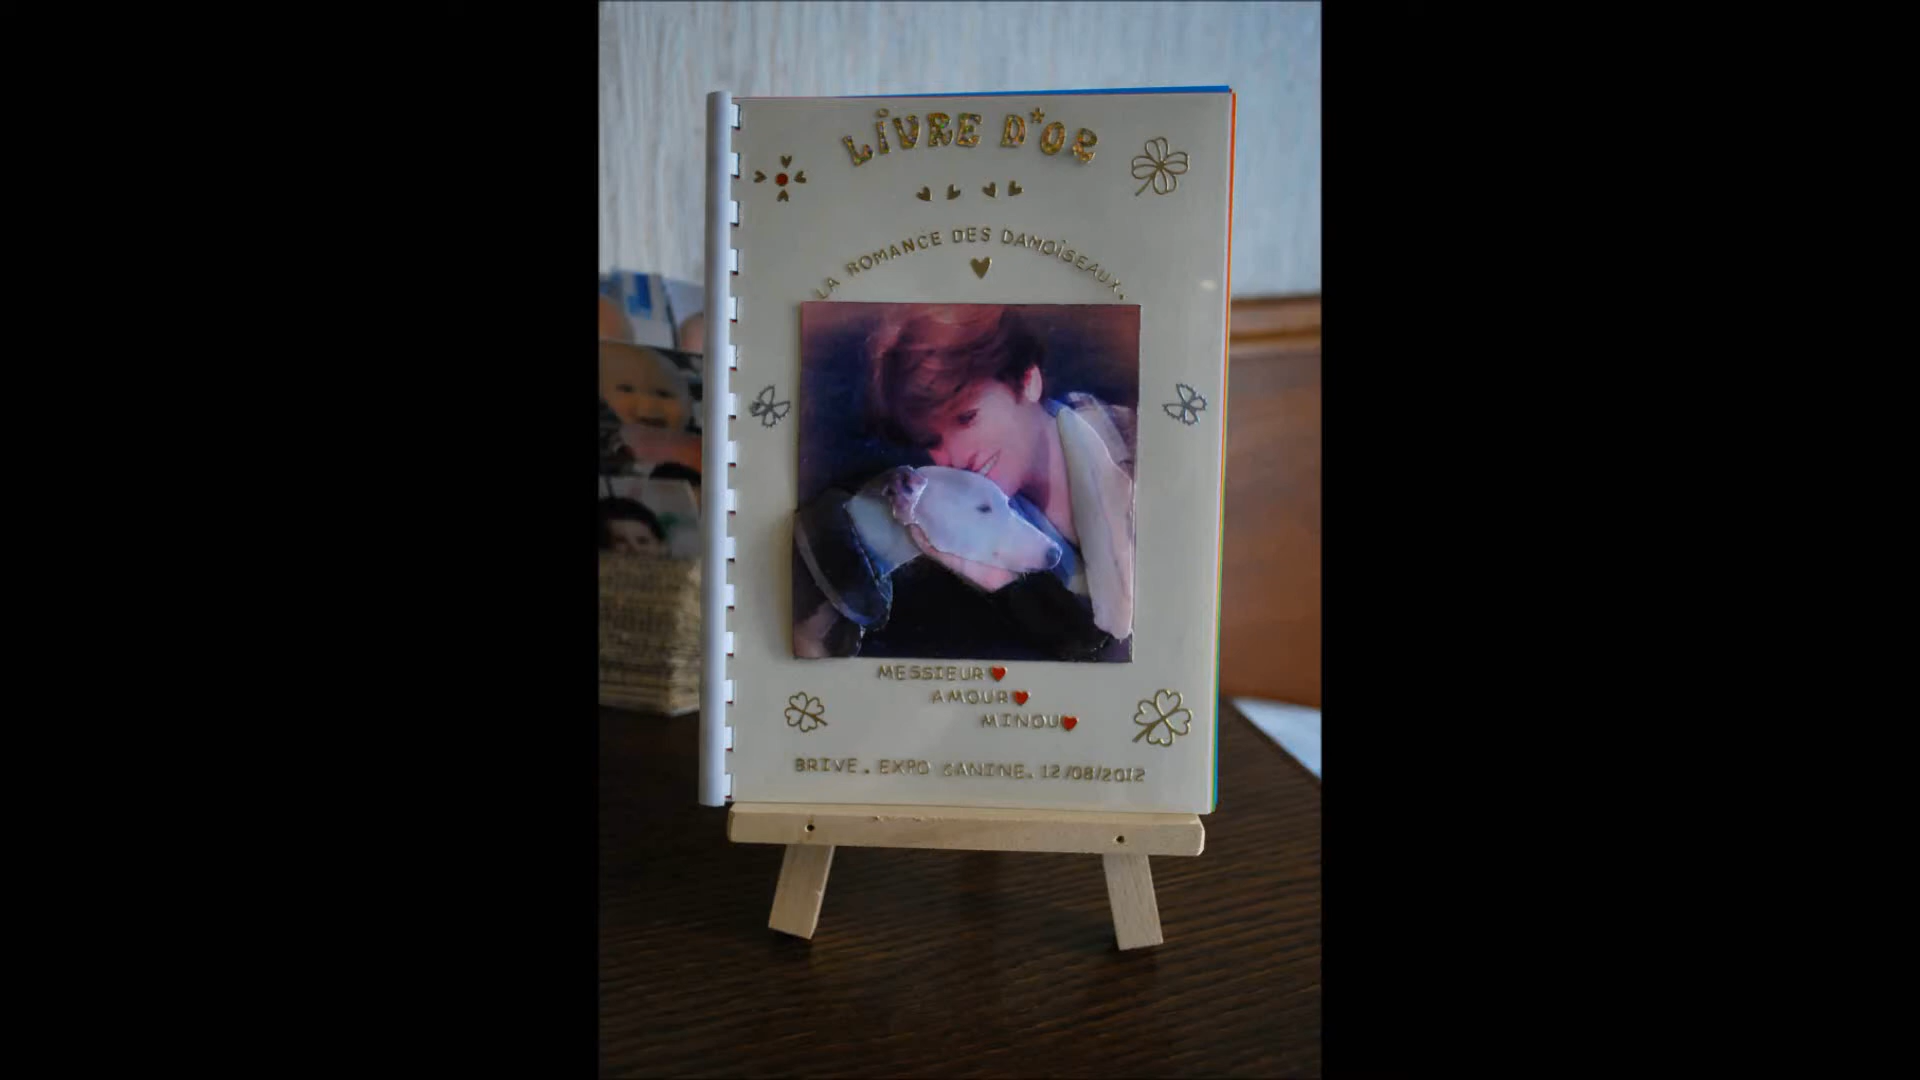 LIVRE D'OR
LA ROMANCE DES DAMOISEAUX.
MESSIEUR
AMOUR
MINOU
BRIVE. EXPO CANINE. 12/08/2012